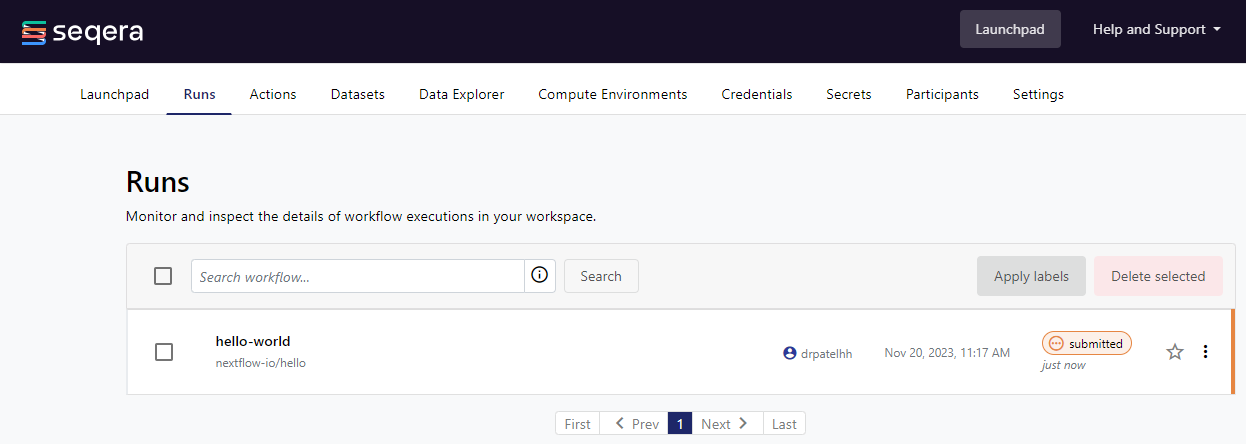 seqera
Launchpad Help and Support
Launchpad Runs Actions Datasets Data Explorer Compute Environments Credentials Secrets Participants Settings
Runs
Monitor and inspect the details of workflow executions in your workspace.
Search workflow... Search Apply labels Delete selected
hello-world
nextflow-io/hello
drpatelhh Nov 20, 2023, 11:17 AM submitted
just now
First Prev 1 Next Last